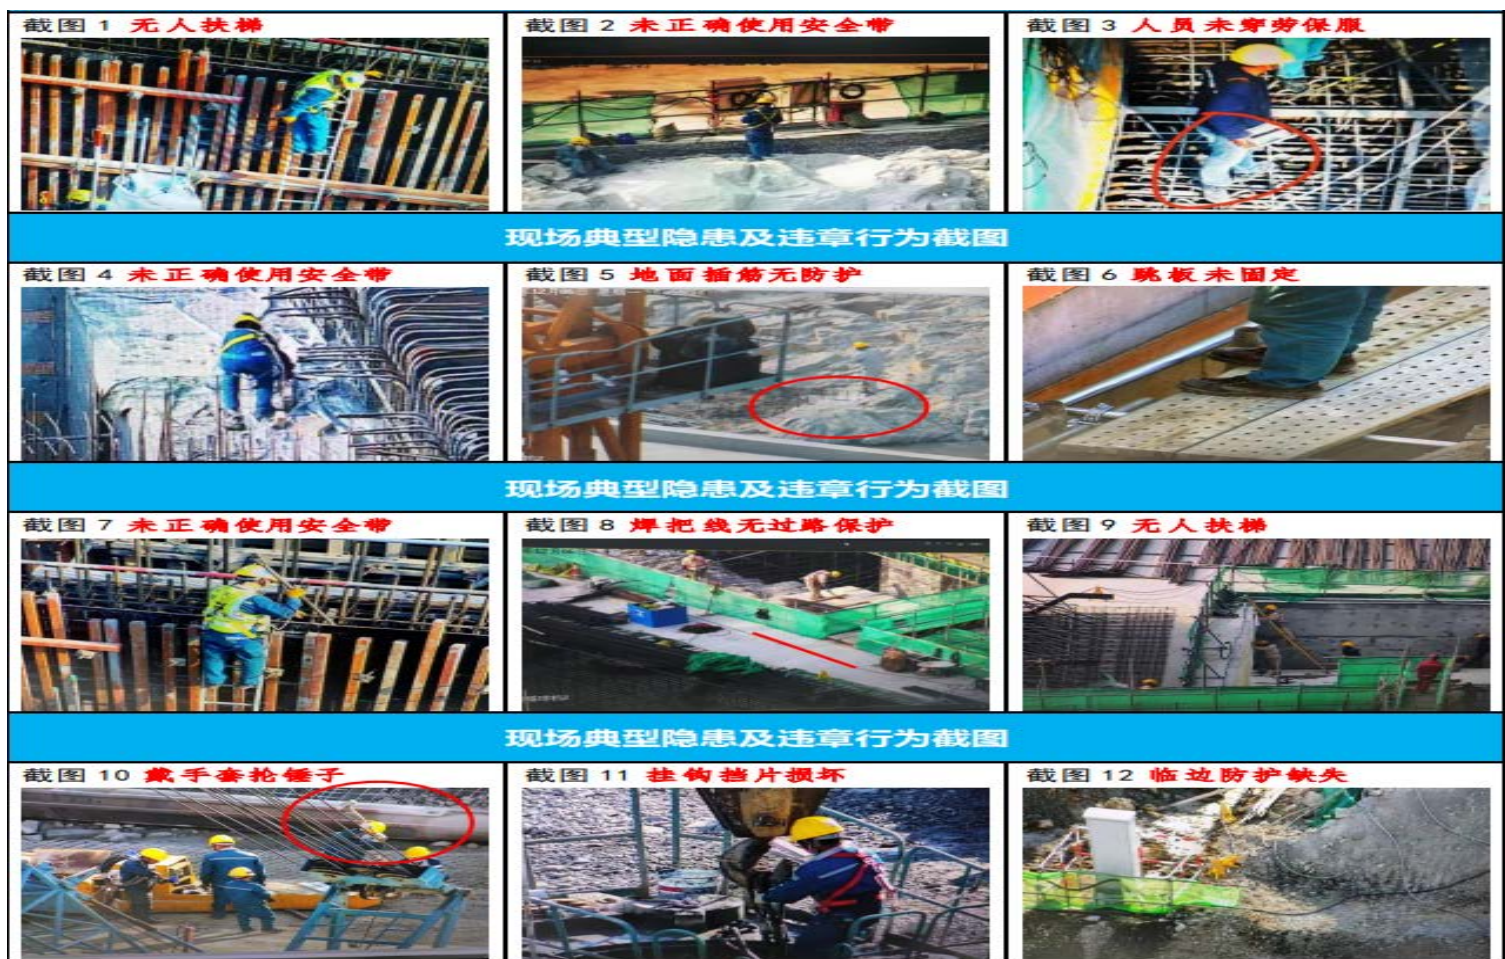 截图 1 无人扶梯
截图 2 未正确使用安全带
截图 3 人员未穿劳保服
现场典型隐患及违章行为截图
截图 4 未正确使用安全带
截图 5 地面插筋无防护
截图 6 跳板未固定
现场典型隐患及违章行为截图
截图 7 未正确使用安全带
截图 8 焊把线无过路保护
截图 9 无人扶梯
现场典型隐患及违章行为截图
截图 10 戴手套抡锤子
截图 11 挂钩挡片损坏
截图 12 临边防护缺失